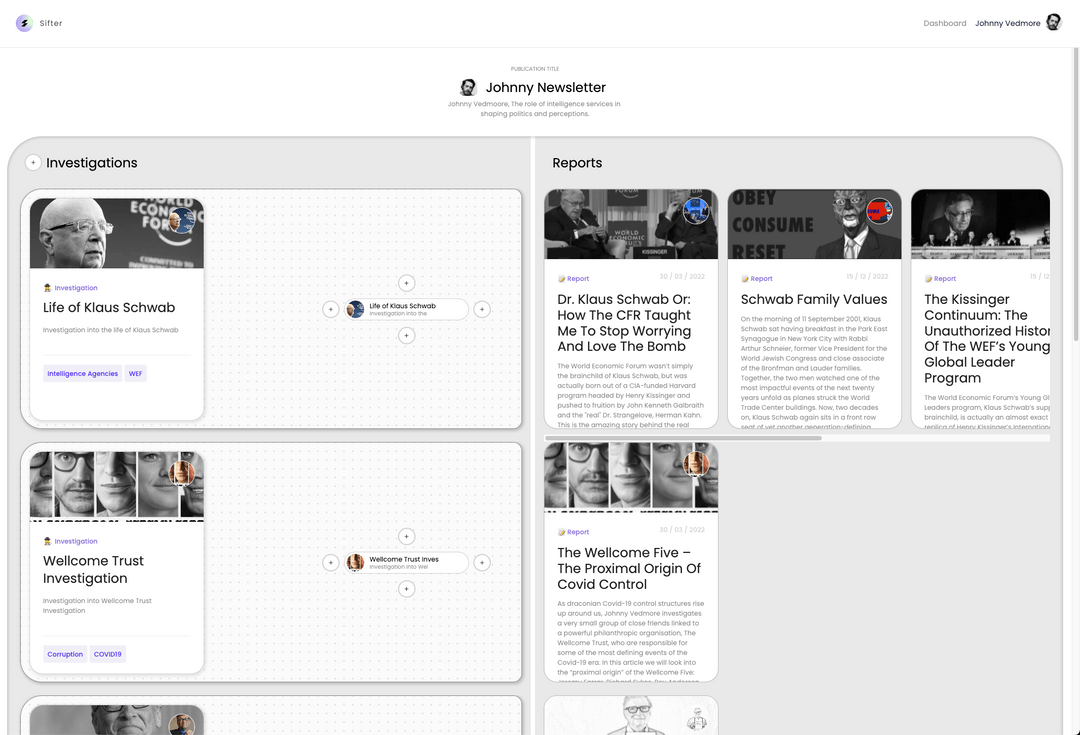 Sifter
Dashboard
Johnny Vedmore
PUBLICATION TITLE
Johnny Newsletter
Johnny Vedmoore, The role of intelligence services in
shaping politics and perceptions.
+
Investigations
Reports
Investigation
Life of Klaus Schwab
Investigation into the life of Klaus Schwab
Intelligence Agencies
WEF
+
+
Life of Klaus Schwab
Investigation into the
+
+
WORLD
ECONOMIC
FORUM
KISSINGER
Report
30 / 03 / 2022
Dr. Klaus Schwab Or:
How The CFR Taught
Me To Stop Worrying
And Love The Bomb
The World Economic Forum wasn't simply
the brainchild of Klaus Schwab, but was
actually born out of a CIA-funded Harvard
program headed by Henry Kissinger and
pushed to fruition by John Kenneth Galbraith
and the "real" Dr. Strangelove, Herman Kahn.
This is the amazing story behind the real
OBEY
CONSUME
RESET
Report
15 / 12 / 2022
Schwab Family Values
On the morning of 11 September 2001, Klaus
Schwab sat having breakfast in the Park East
Synagogue in New York City with Rabbi
Arthur Schneier, former Vice President for the
World Jewish Congress and close associate
of the Bronfman and Lauder families.
Together, the two men watched one of the
most impactful events of the next twenty
years unfold as planes struck the World
Trade Center buildings. Now, two decades
on, Klaus Schwab again sits in a front row
seat of yet another generation-defining
Report
15 / 12
The Kissinger
Continuum: The
Unauthorized Histor
Of The WEF's Young
Global Leader
Program
The World Economic Forum's Young Gl
Leaders program, Klaus Schwab's supp
brainchild, is actually an almost exact
replica of Henry Kissinger's Internation
Investigation
Wellcome Trust
Investigation
Investigation into Wellcome Trust
Investigation
Corruption
COVID19
+
+
Wellcome Trust Inves
Investigation into Wel
+
+
Report
30 / 03 / 2022
The Wellcome Five –
The Proximal Origin Of
Covid Control
As draconian Covid-19 control structures rise
up around us, Johnny Vedmore investigates
a very small group of close friends linked to
a powerful philanthropic organisation, The
Wellcome Trust, who are responsible for
some of the most defining events of the
Covid-19 era. In this article we will look into
the "proximal origin" of the Wellcome Five: